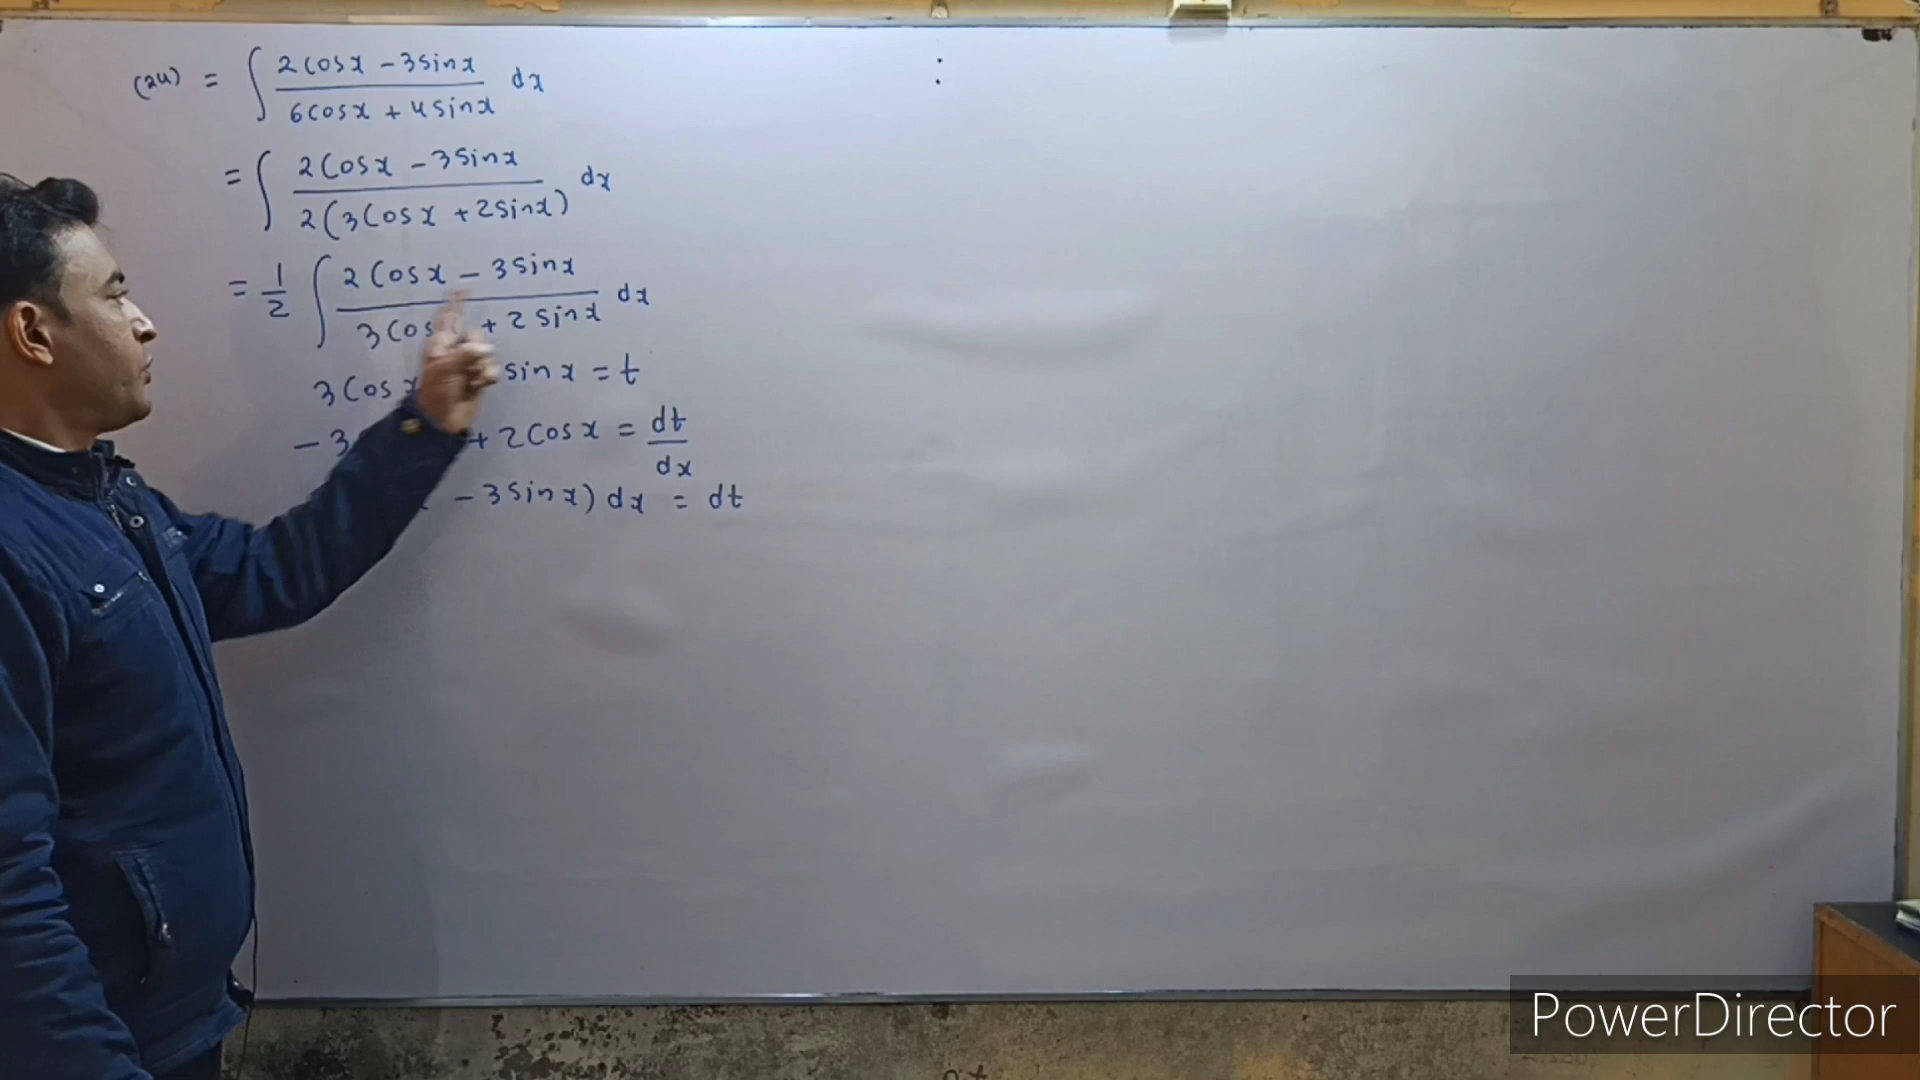 (24) = ∫ (2cosx - 3sinx)/(6cosx + 4sinx) dx
= ∫ (2cosx - 3sinx)/(2(3cosx + 2sinx)) dx
= 1/2 ∫ (2cosx - 3sinx)/(3cos + 2sinx) dx
3cosx sinx = t
-3 + 2cosx = dt/dx
- 3sinx) dx = dt
PowerDirector